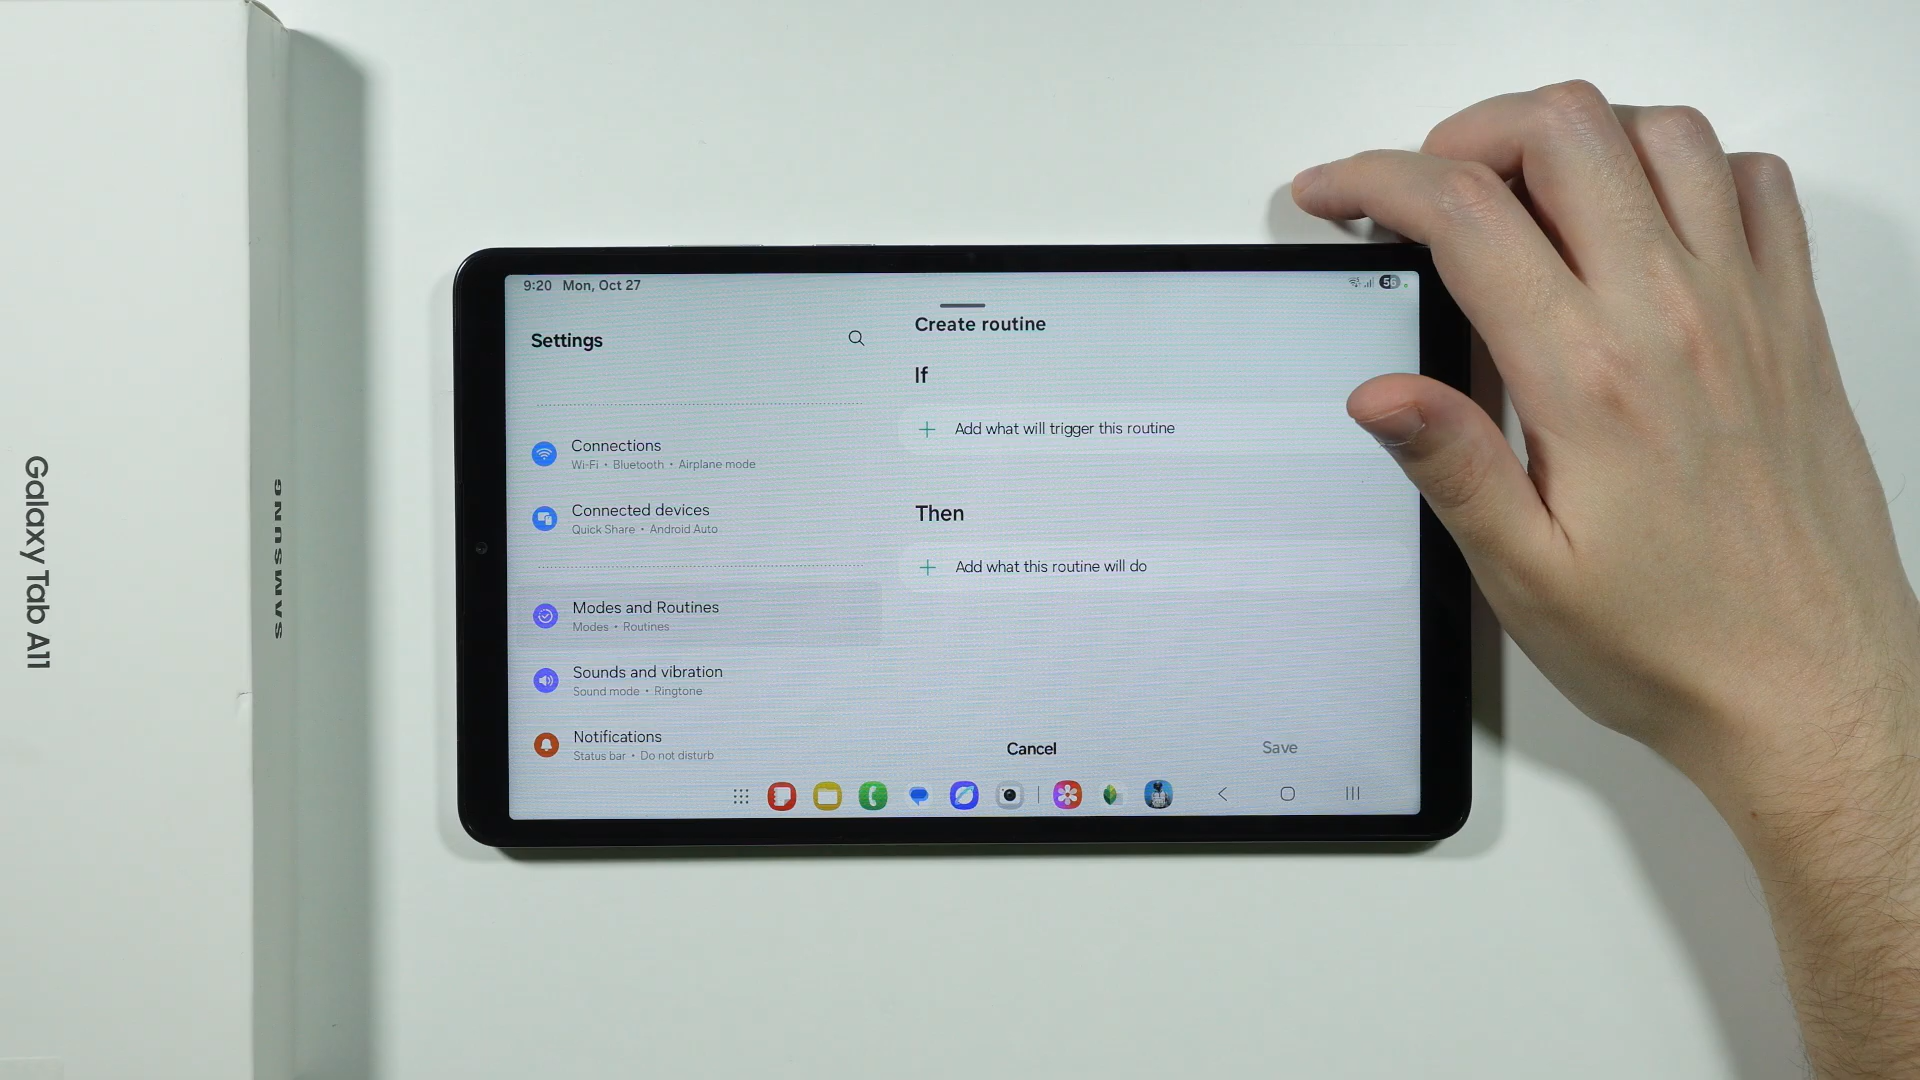 Galaxy Tab A11
SAMSUNG
9:20 Mon, Oct 27
56
Settings
Connections
Wi-Fi • Bluetooth • Airplane mode
Connected devices
Quick Share • Android Auto
Modes and Routines
Modes • Routines
Sounds and vibration
Sound mode • Ringtone
Notifications
Status bar • Do not disturb
Create routine
If
Add what will trigger this routine
Then
Add what this routine will do
Cancel
Save